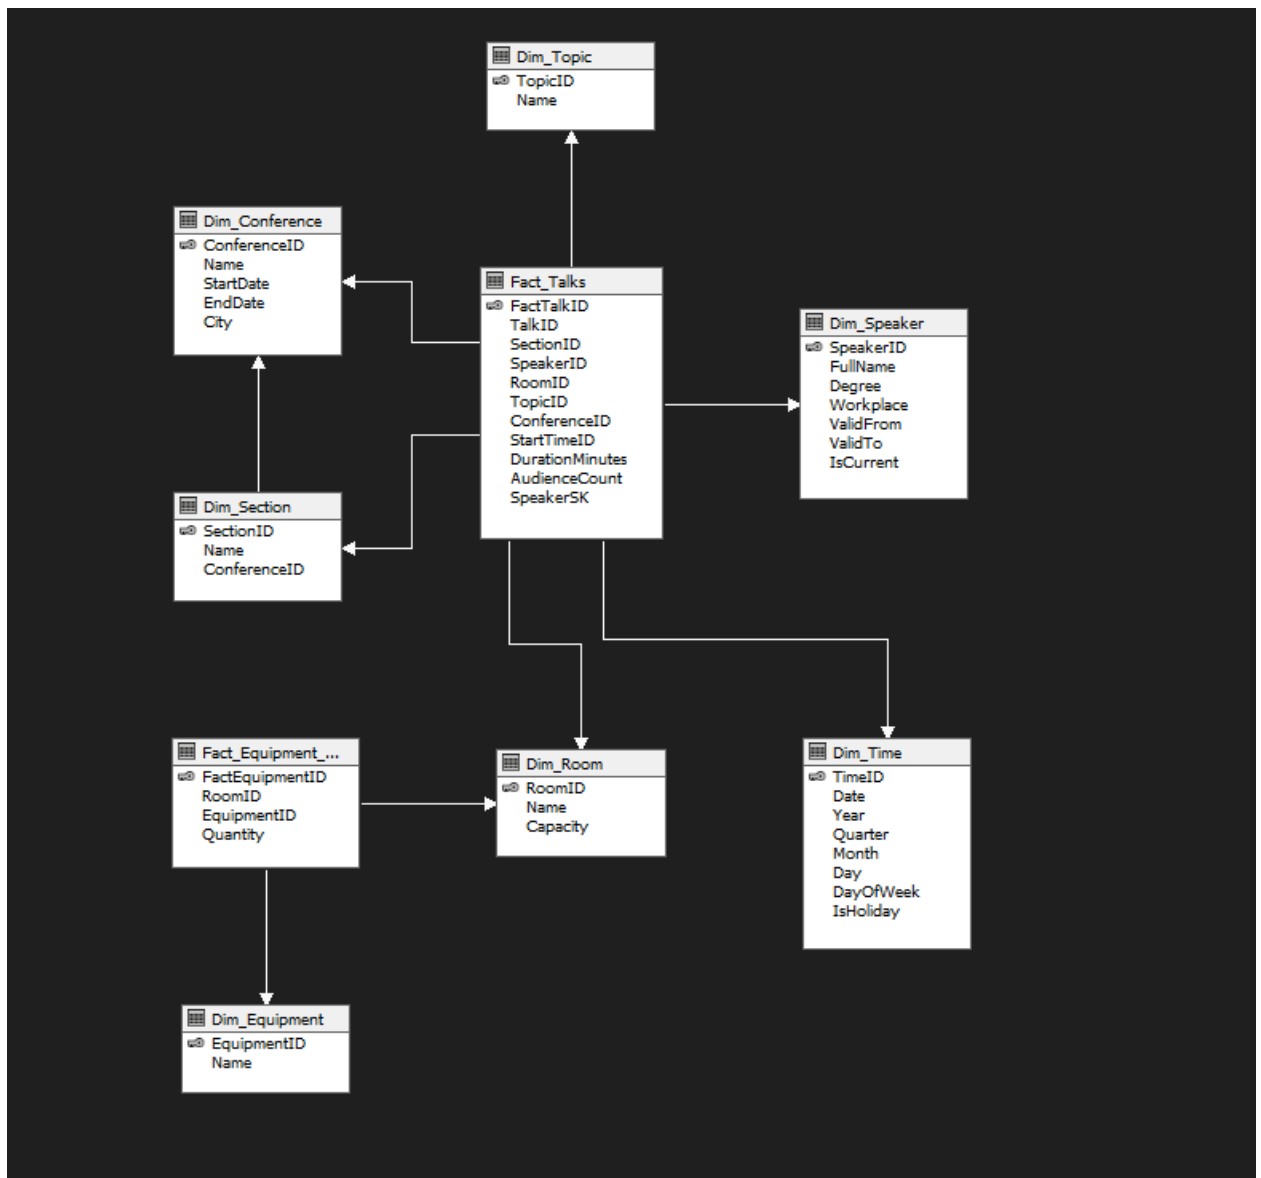 Dim_Topic
TopicID
Name
Dim_Conference
ConferenceID
Name
StartDate
EndDate
City
Fact_Talks
FactTalkID
TalkID
SectionID
SpeakerID
RoomID
TopicID
ConferenceID
StartTimeID
DurationMinutes
AudienceCount
SpeakerSK
Dim_Speaker
SpeakerID
FullName
Degree
Workplace
ValidFrom
ValidTo
IsCurrent
Dim_Section
SectionID
Name
ConferenceID
Fact_Equipment_...
FactEquipmentID
RoomID
EquipmentID
Quantity
Dim_Room
RoomID
Name
Capacity
Dim_Time
TimeID
Date
Year
Quarter
Month
Day
DayOfWeek
IsHoliday
Dim_Equipment
EquipmentID
Name